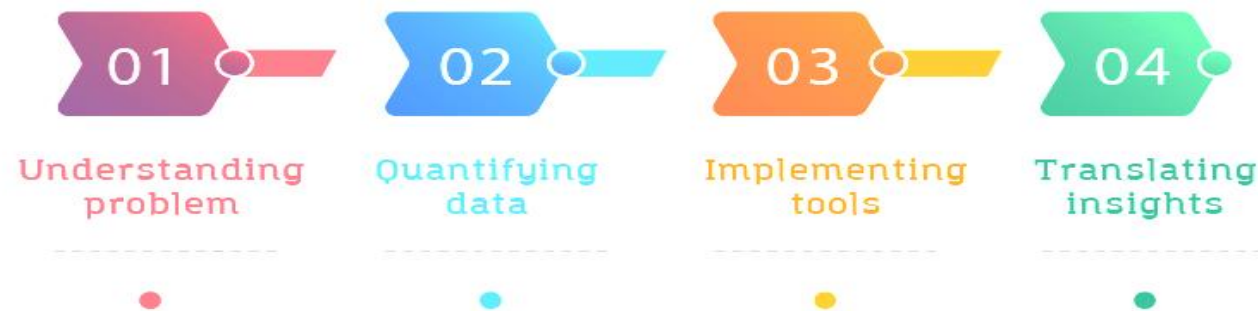 01
02
03
04
Understanding
problem
Quantifying
data
Implementing
tools
Translating
insights